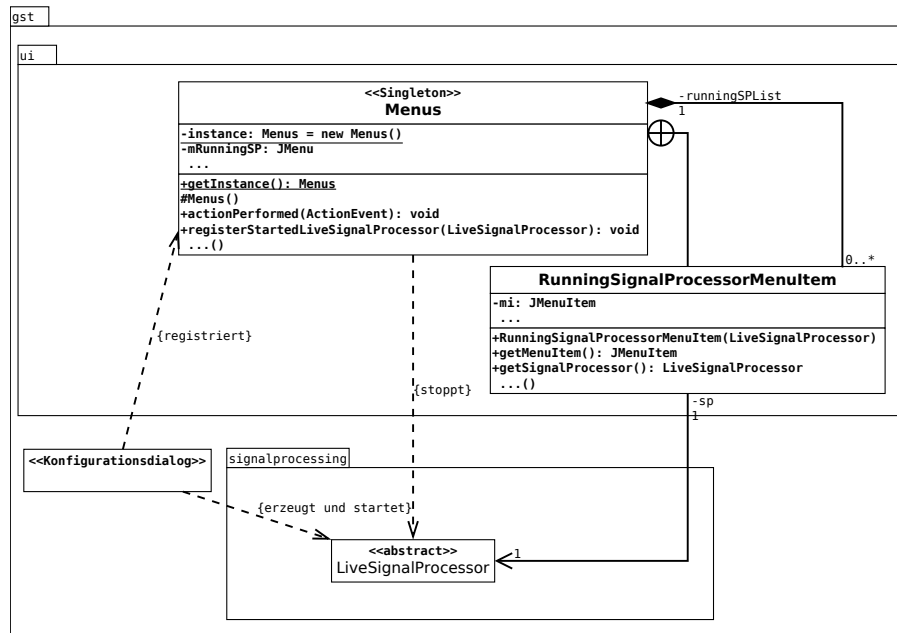 gst
ui
<<Singleton>>
Menus
-instance: Menus = new Menus()
-mRunningSP: JMenu
...
+getInstance(): Menus
#Menus()
+actionPerformed(ActionEvent): void
+registerStartedLiveSignalProcessor(LiveSignalProcessor): void
...()
-runningSPList
1
0..*
RunningSignalProcessorMenuItem
-mi: JMenuItem
...
+RunningSignalProcessorMenuItem(LiveSignalProcessor)
+getMenuItem(): JMenuItem
+getSignalProcessor(): LiveSignalProcessor
...()
{registriert}
{stoppt}
-sp
1
<<Konfigurationsdialog>>
signalprocessing
{erzeugt und startet}
<<abstract>>
LiveSignalProcessor
1